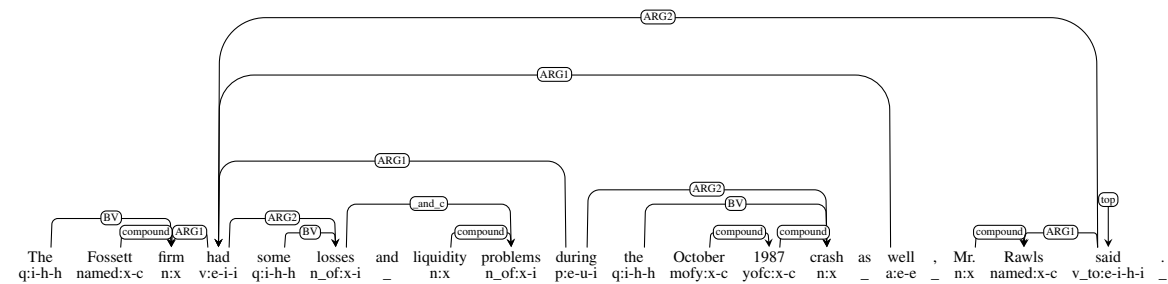 ARG2
ARG1
ARG1
ARG2
_and_c
BV
top
BV ARG2 BV compound compound compound compound
compound ARG1 compound ARG1
The Fossett firm had some losses and liquidity problems during the October 1987 crash as well , Mr. Rawls said .
q:i-h-h named:x-c n:x v:e-i-i q:i-h-h n_of:x-i _ n:x n_of:x-i p:e-u-i q:i-h-h mofy:x-c yofc:x-c n:x _ a:e-e _ n:x named:x-c v_to:e-i-h-i _